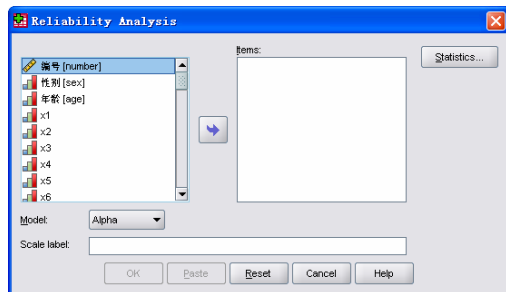 Reliability Analysis
Items:
Statistics...
编号 [number]
性别 [sex]
年龄 [age]
x1
x2
x3
x4
x5
x6
Model:
Alpha
Scale label:
OK
Paste
Reset
Cancel
Help